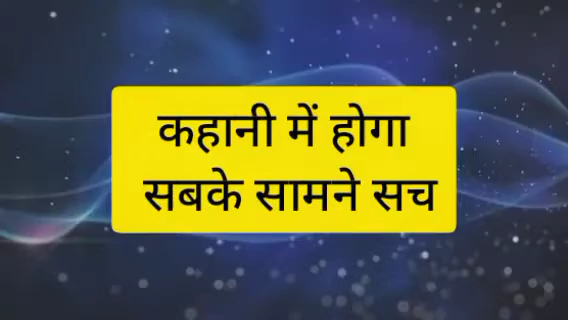 कहानी में होगा
सबके सामने सच